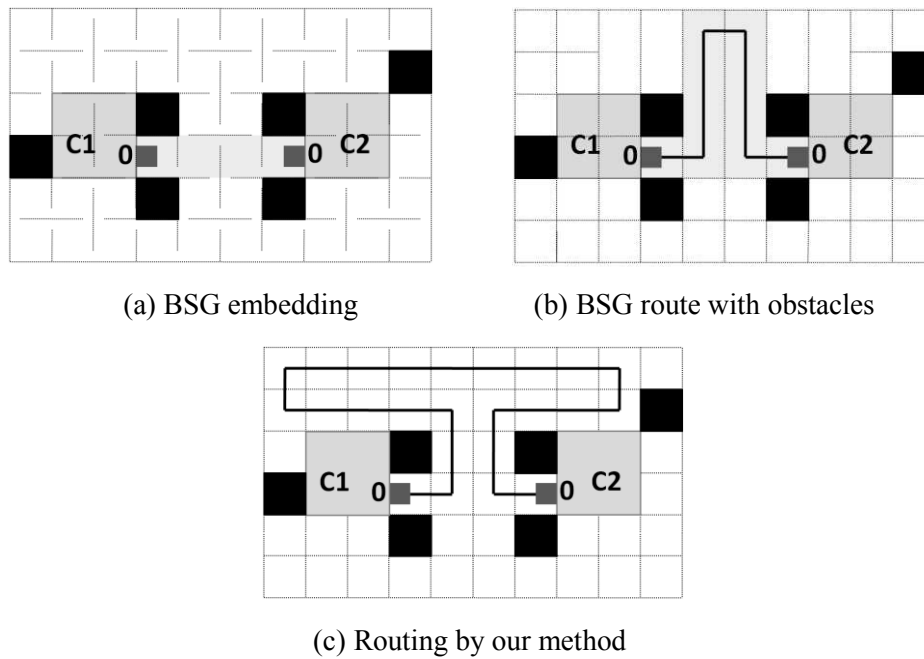 C1 0 0 C2
C1 0 0 C2
(a) BSG embedding
(b) BSG route with obstacles
C1 0 0 C2
(c) Routing by our method